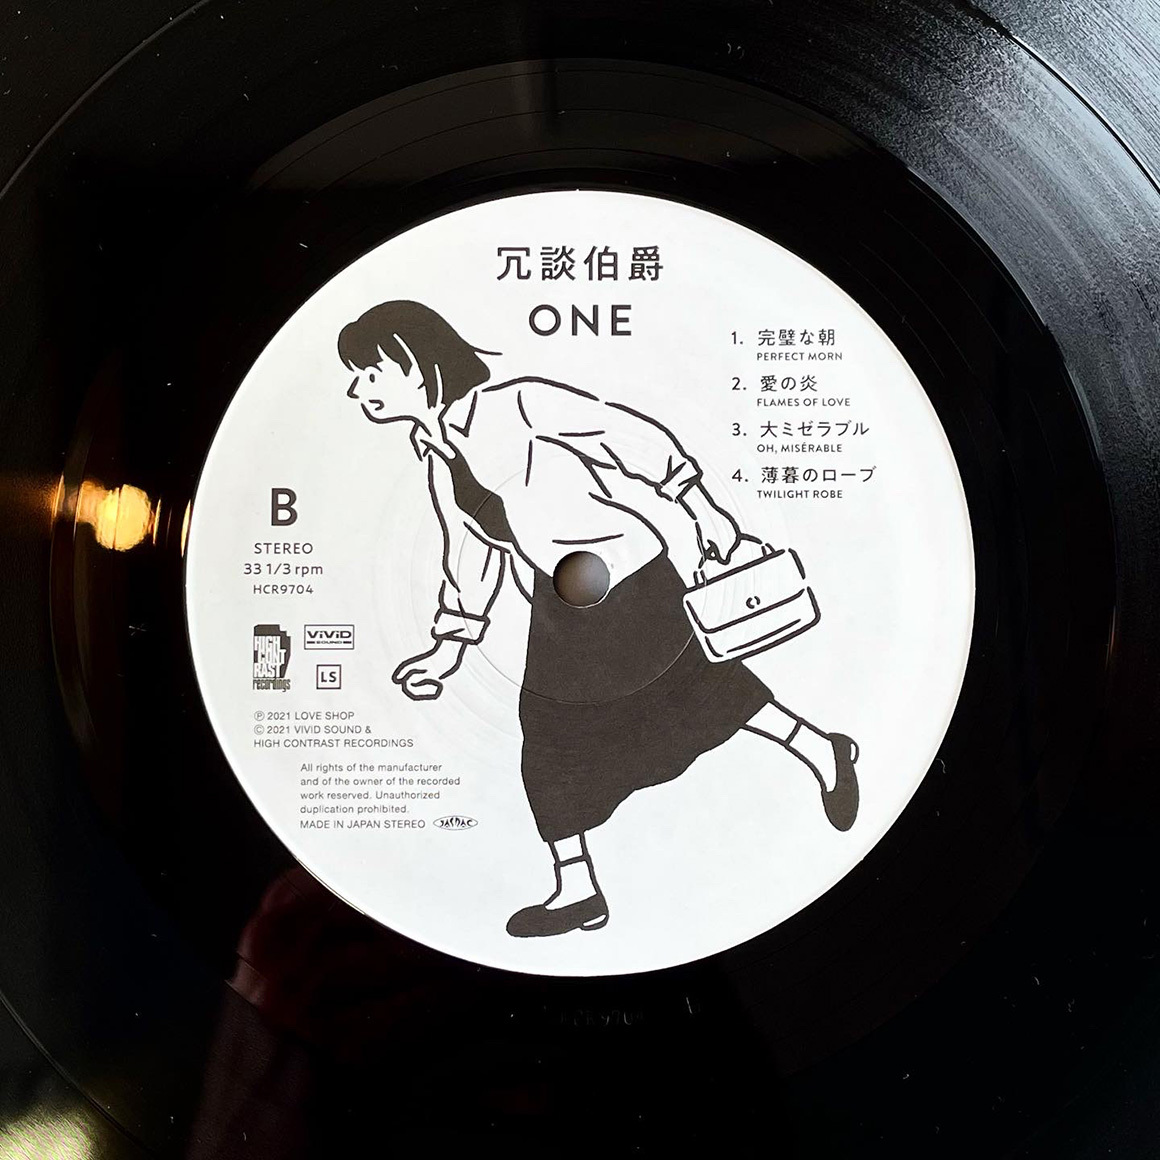 冗談伯爵
ONE
1. 完璧な朝
PERFECT MORN
2. 愛の炎
FLAMES OF LOVE
3. 大ミゼラブル
OH, MISÉRABLE
4. 薄暮のローブ
TWILIGHT ROBE
B
STEREO
33 1/3 rpm
HCR9704
HIGH
CONT
RAST
recordings
ViViD
SOUND
LS
Ⓟ 2021 LOVE SHOP
Ⓒ 2021 VIVID SOUND &
HIGH CONTRAST RECORDINGS
All rights of the manufacturer
and of the owner of the recorded
work reserved. Unauthorized
duplication prohibited.
MADE IN JAPAN STEREO JASRAC